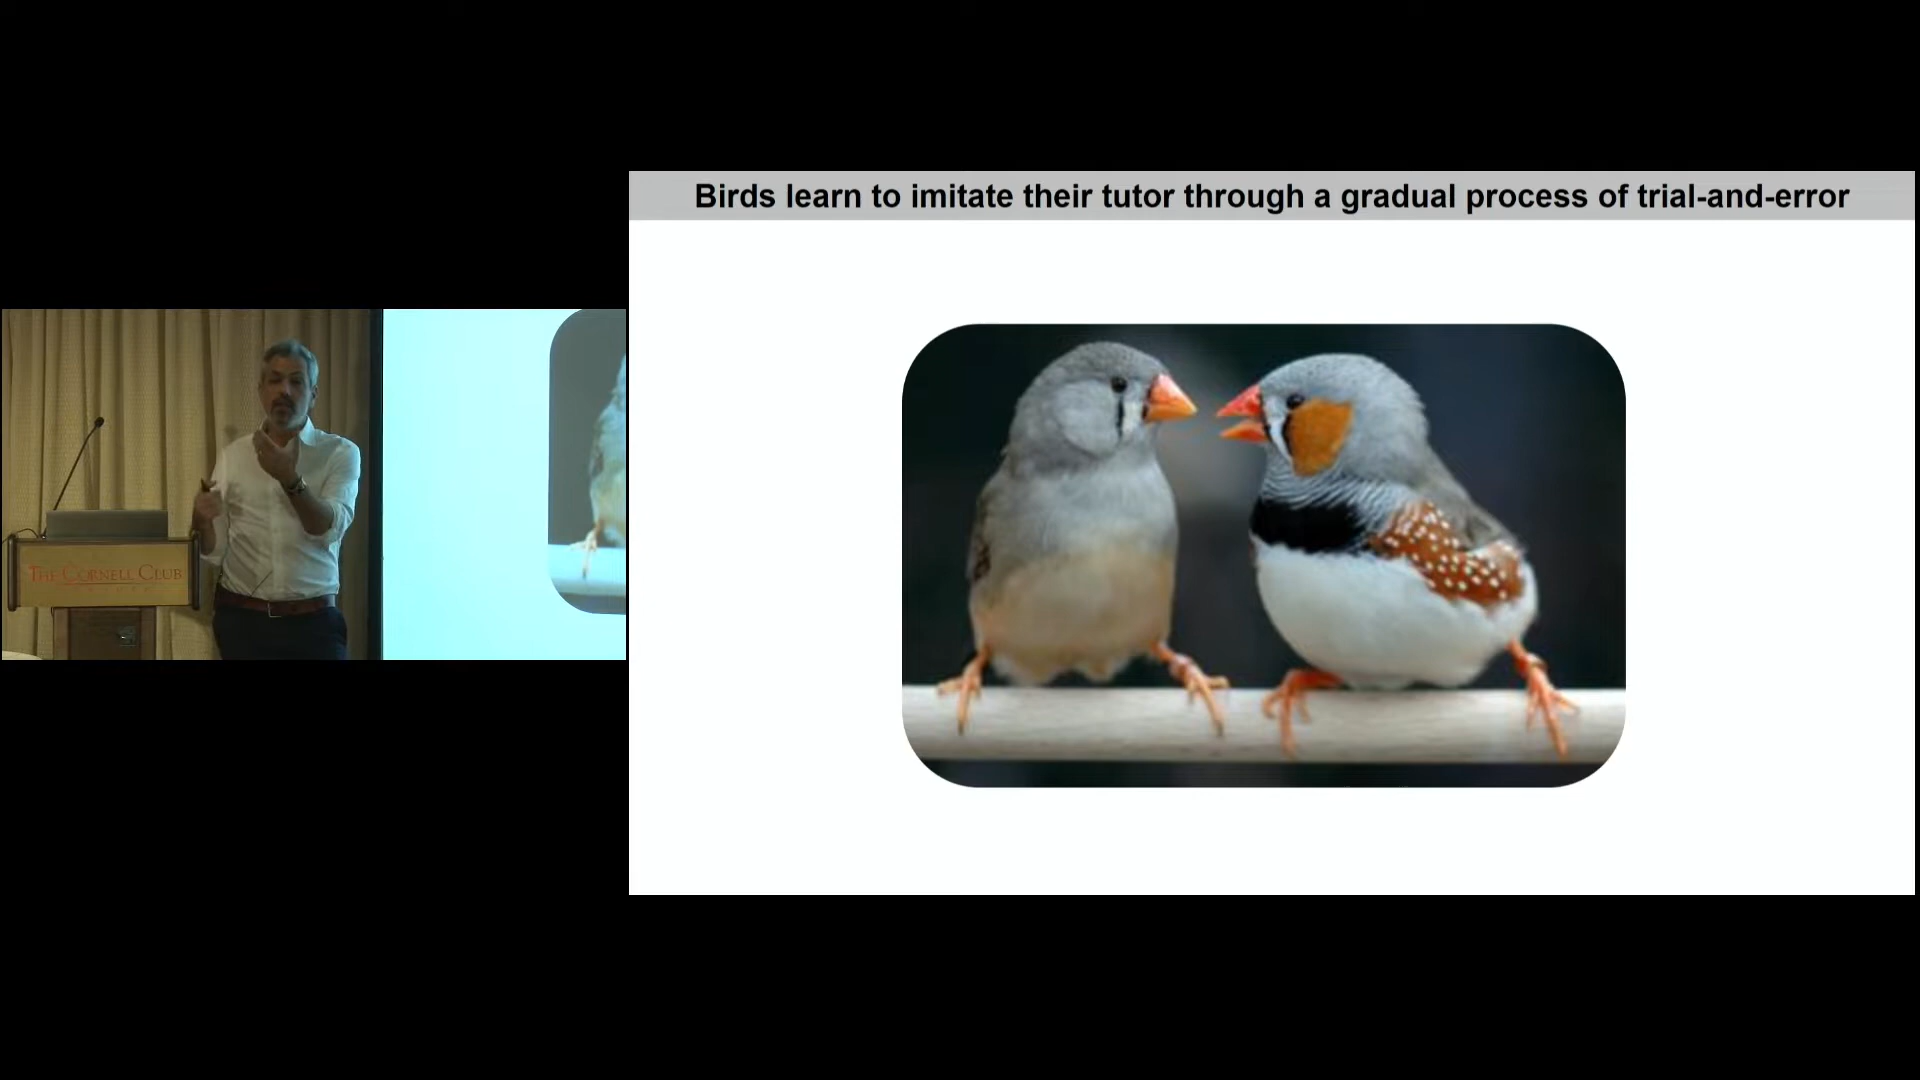 Birds learn to imitate their tutor through a gradual process of trial-and-error
THE CORNELL CLUB